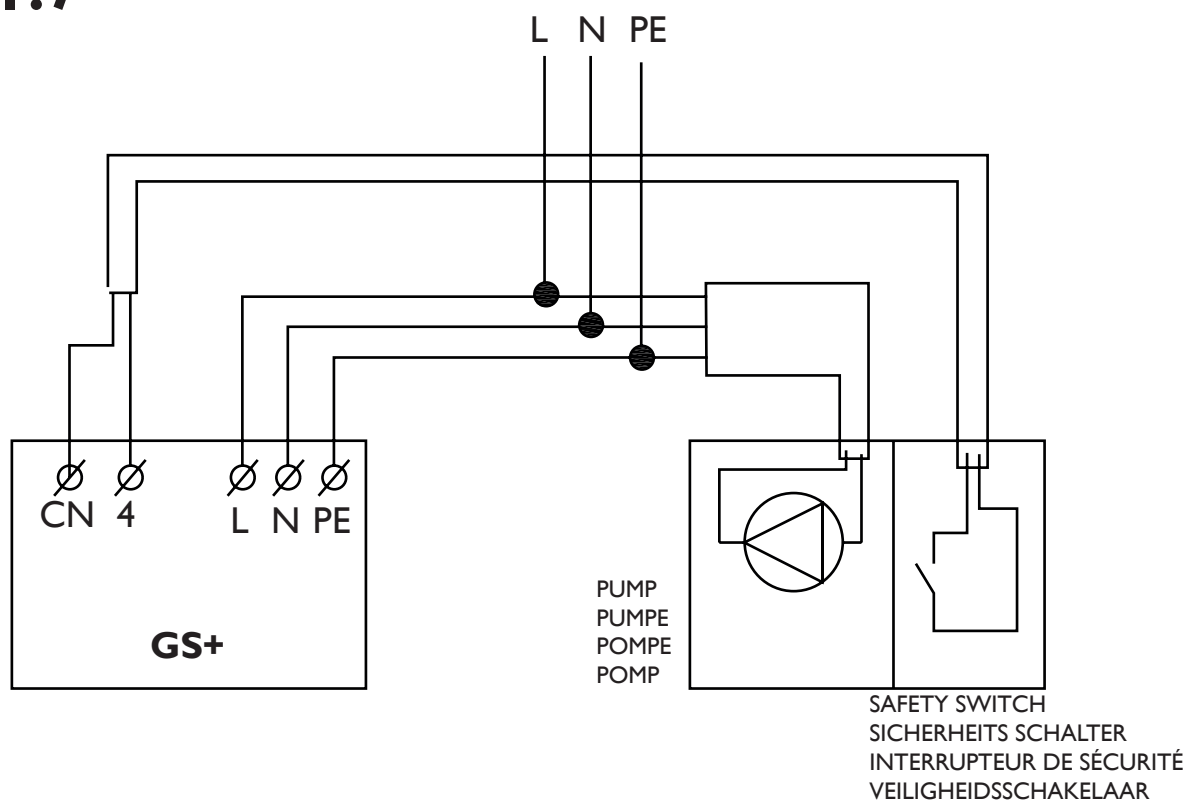 L N PE
CN 4 L N PE
GS+
PUMP
PUMPE
POMPE
POMP
SAFETY SWITCH
SICHERHEITS SCHALTER
INTERRUPTEUR DE SÉCURITÉ
VEILIGHEIDSSCHAKELAAR